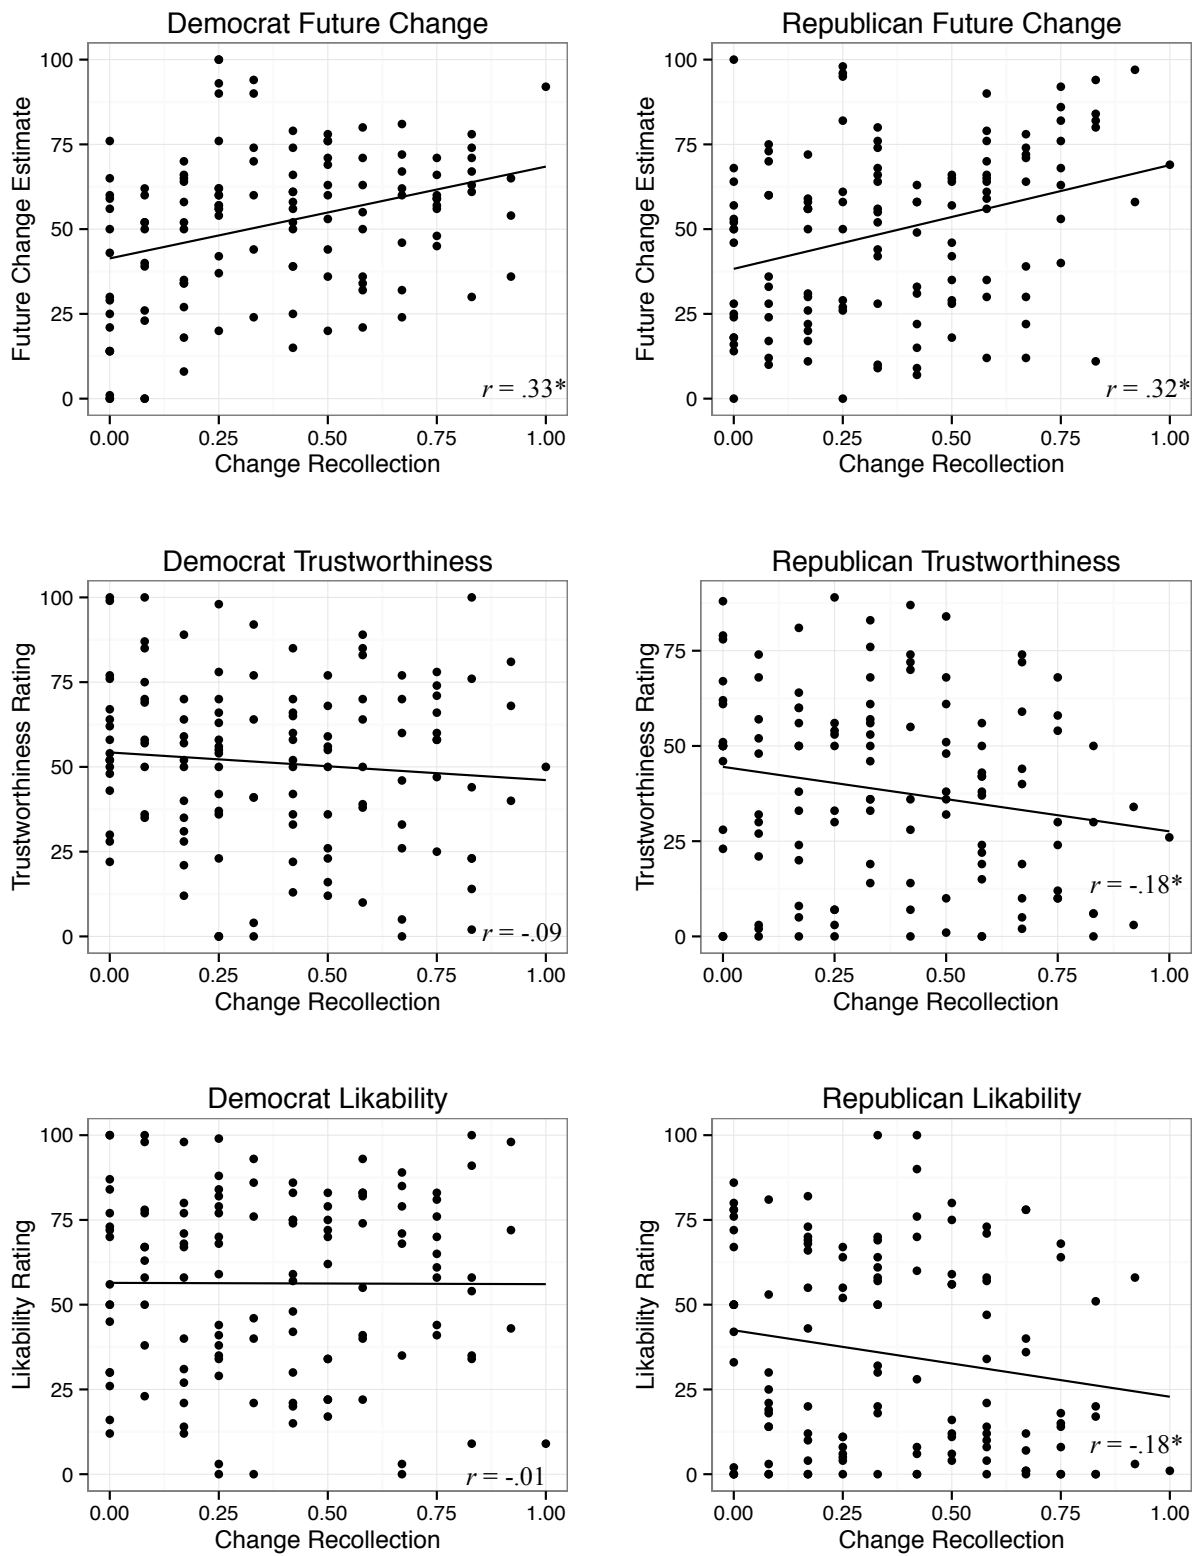 Democrat Future Change
Republican Future Change
Future Change Estimate
100
75
50
25
0
r = .33*
0.00 0.25 0.50 0.75 1.00
Change Recollection
Future Change Estimate
100
75
50
25
0
r = .32*
0.00 0.25 0.50 0.75 1.00
Change Recollection
Democrat Trustworthiness
Republican Trustworthiness
Trustworthiness Rating
100
75
50
25
0
r = -.09
0.00 0.25 0.50 0.75 1.00
Change Recollection
Trustworthiness Rating
75
50
25
0
r = -.18*
0.00 0.25 0.50 0.75 1.00
Change Recollection
Democrat Likability
Republican Likability
Likability Rating
100
75
50
25
0
r = -.01
0.00 0.25 0.50 0.75 1.00
Change Recollection
Likability Rating
100
75
50
25
0
r = -.18*
0.00 0.25 0.50 0.75 1.00
Change Recollection